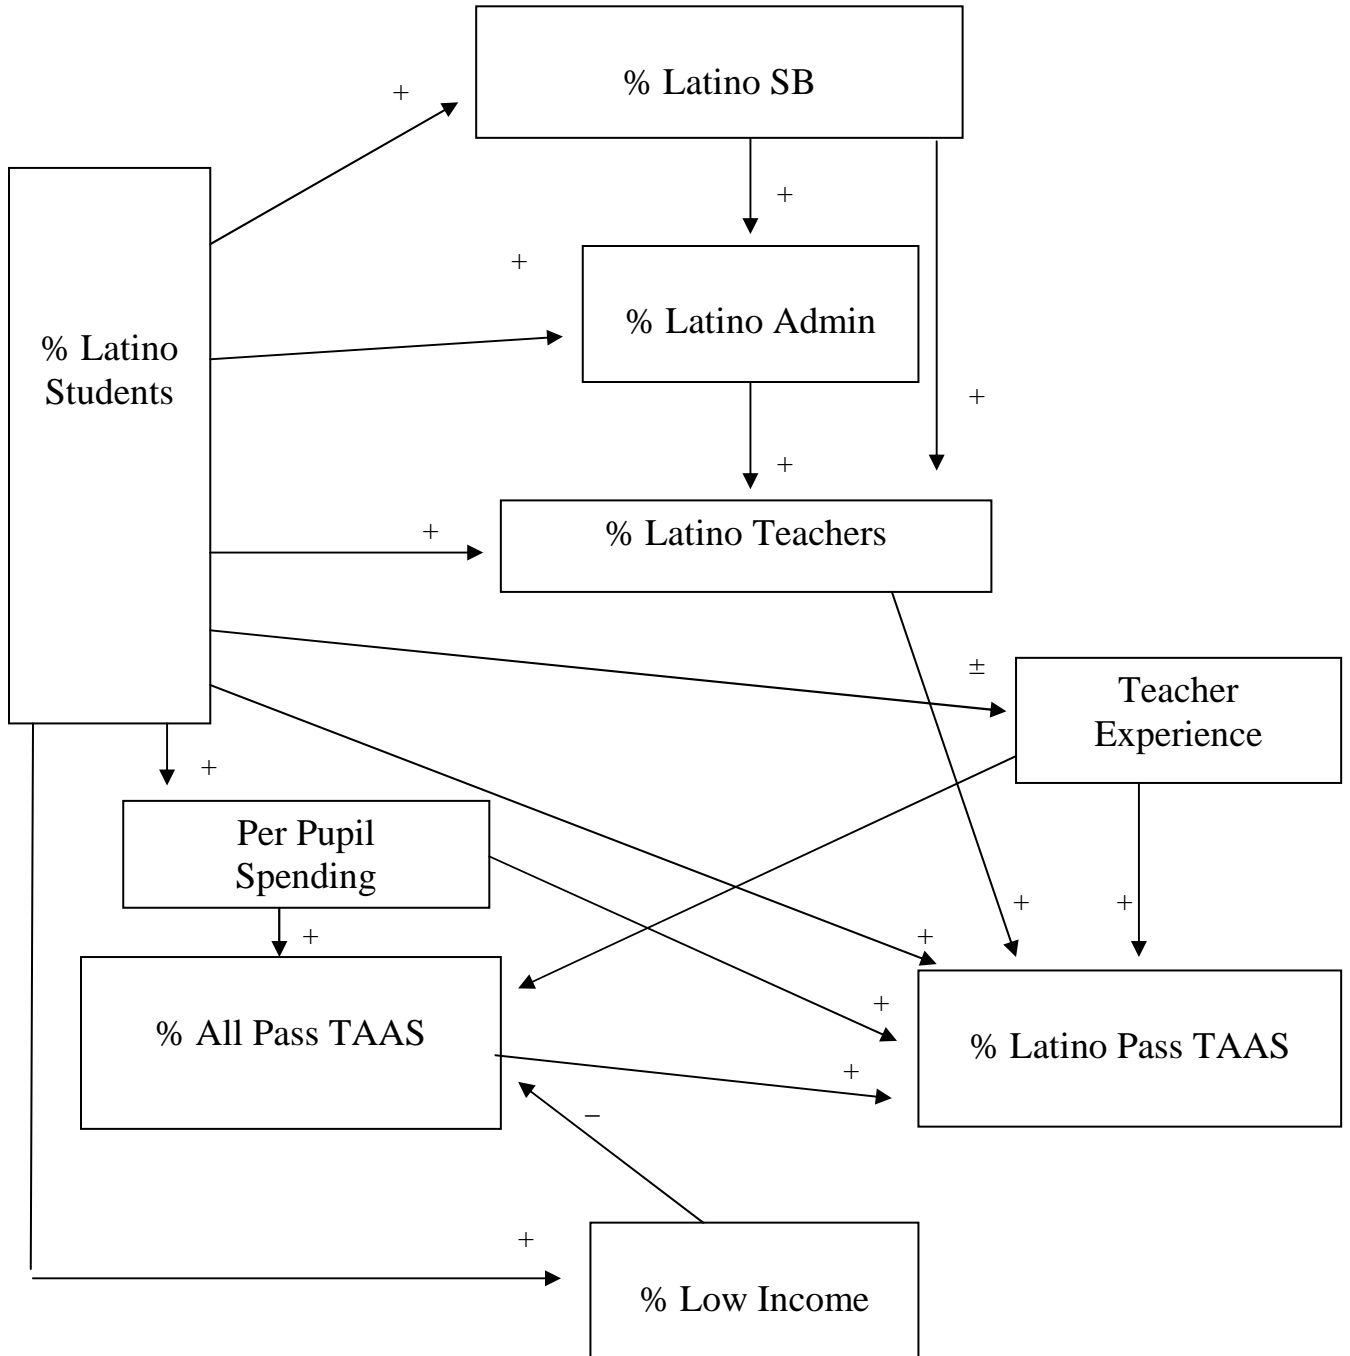 % Latino SB
+
+
+
% Latino
Students
% Latino Admin
+
+
+
% Latino Teachers
±
Teacher
Experience
+
Per Pupil
Spending
+
+
+
+
+
% All Pass TAAS
% Latino Pass TAAS
+
−
+
% Low Income